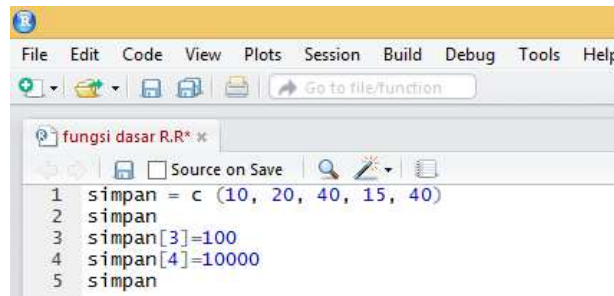 R
File Edit Code View Plots Session Build Debug Tools Help
Go to file/function
fungsi dasar R.R*
Source on Save
1 simpan = c (10, 20, 40, 15, 40)
2 simpan
3 simpan[3]=100
4 simpan[4]=10000
5 simpan